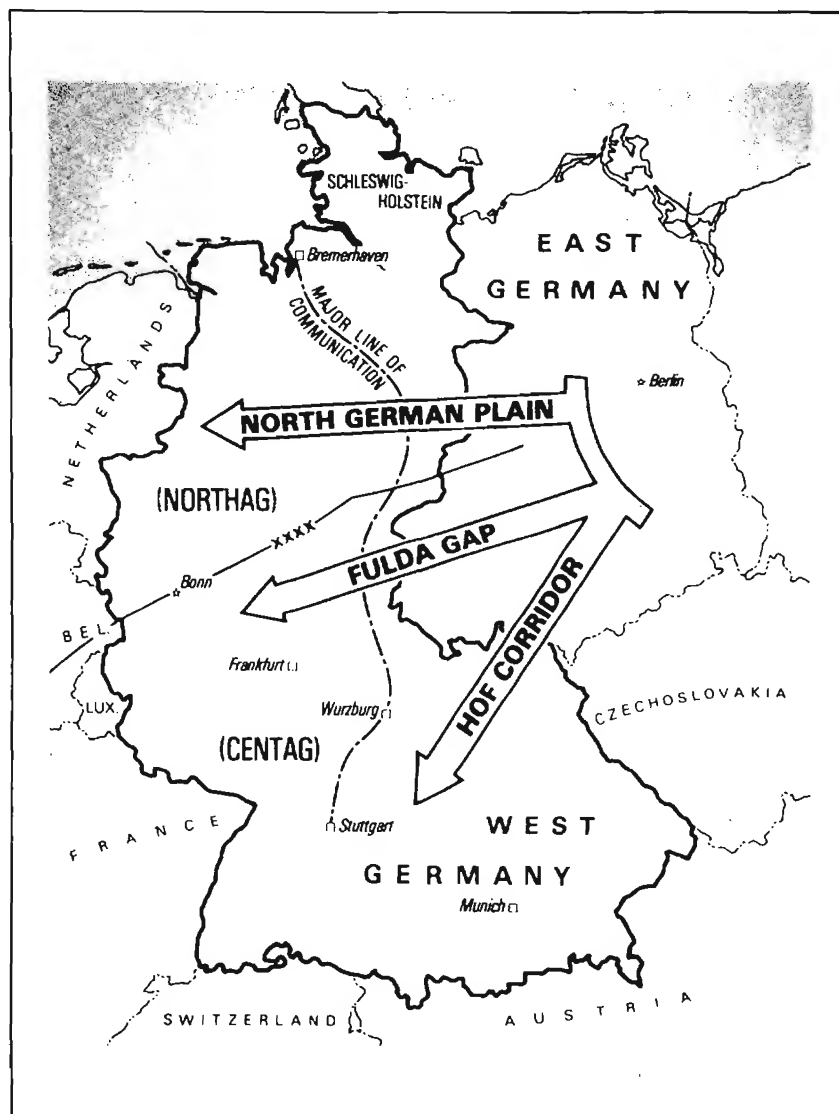 SCHLESWIG-
HOLSTEIN
EAST
GERMANY
Bremerhaven
MAJOR LINE OF
COMMUNICATION
NETHERLANDS
Berlin
NORTH GERMAN PLAIN
(NORTHAG)
XXXX
FULDA GAP
Bonn
BEL.
HOF CORRIDOR
Frankfurt
LUX.
Wurzburg
CZECHOSLOVAKIA
(CENTAG)
FRANCE
Stuttgart
WEST
GERMANY
Munich
SWITZERLAND
AUSTRIA